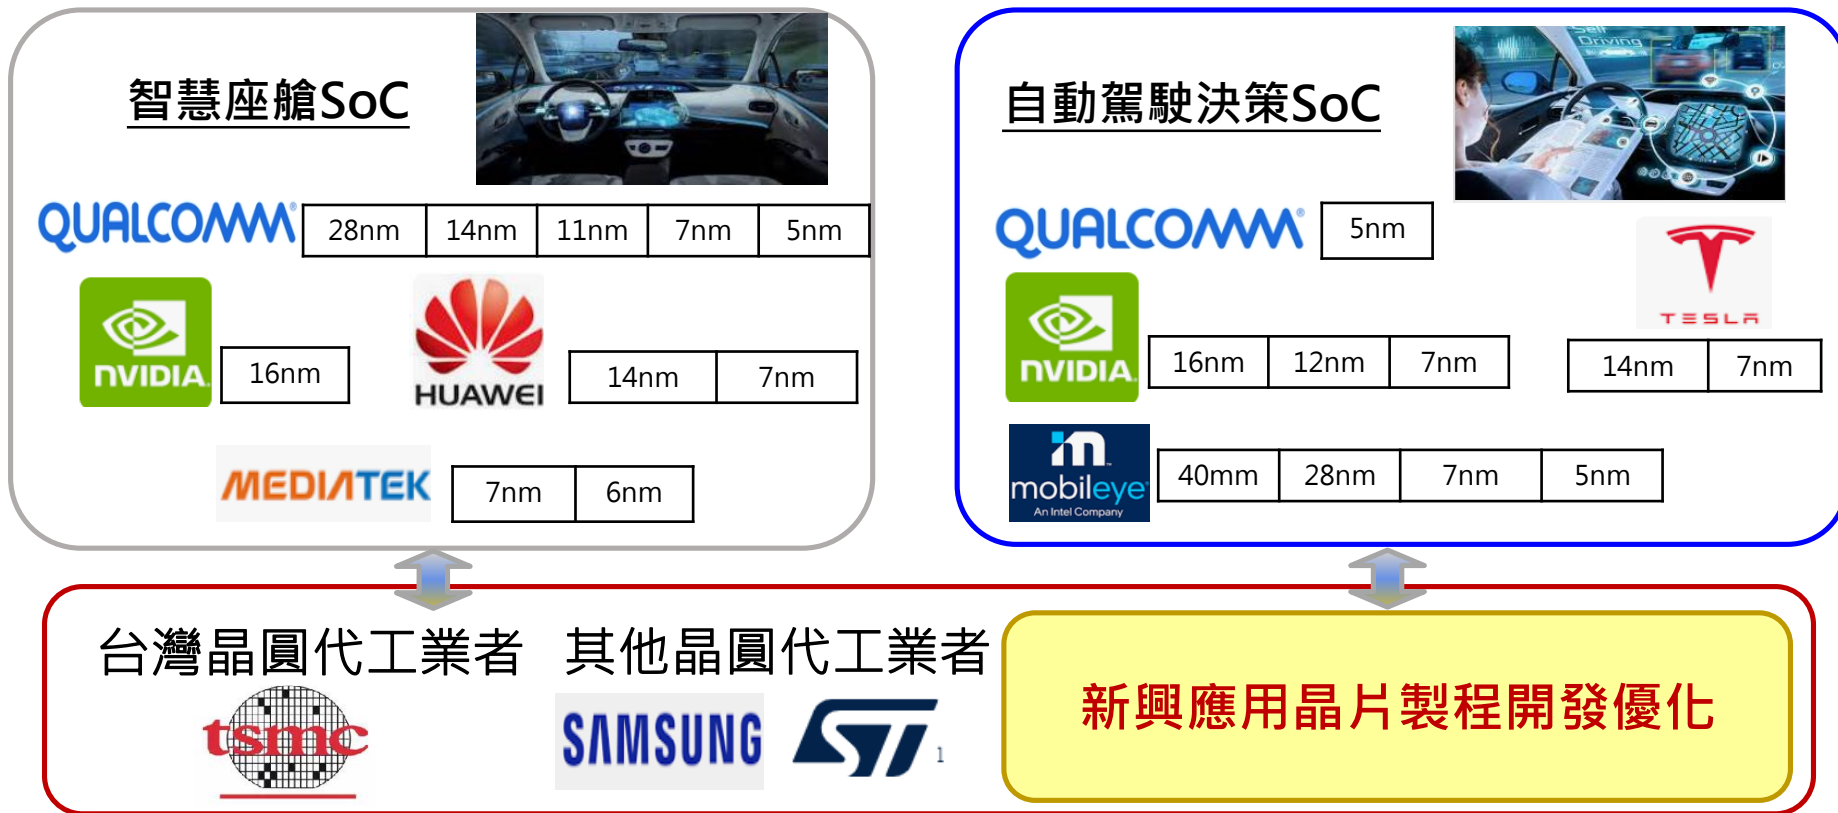 智慧座艙SoC
QUALCOMM®
28nm 14nm 11nm 7nm 5nm
NVIDIA.
16nm
HUAWEI
14nm 7nm
MEDIATEK
7nm 6nm
自動駕駛決策SoC
Self
Driving
QUALCOMM®
5nm
TESLA
14nm 7nm
NVIDIA.
16nm 12nm 7nm
mobileye
An Intel Company
40mm 28nm 7nm 5nm
台灣晶圓代工業者
tsmc
其他晶圓代工業者
SAMSUNG
ST
1
新興應用晶片製程開發優化